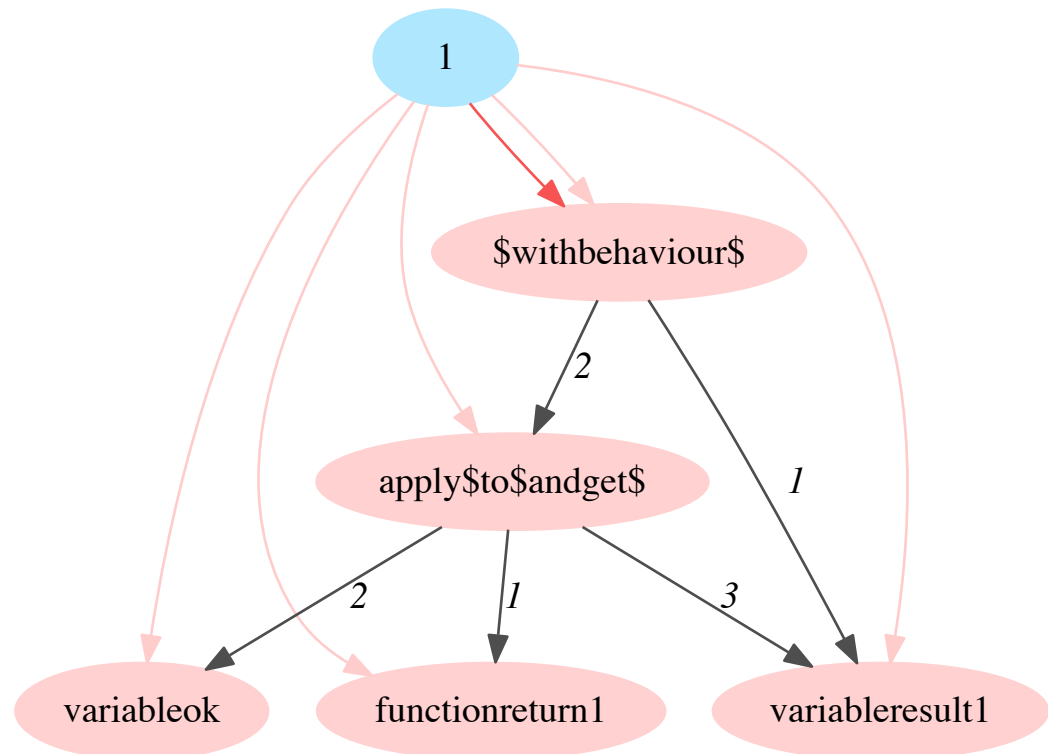 1
$withbehaviour$
2
1
apply$to$andget$
2
1
3
variableok
functionreturn1
variableresult1